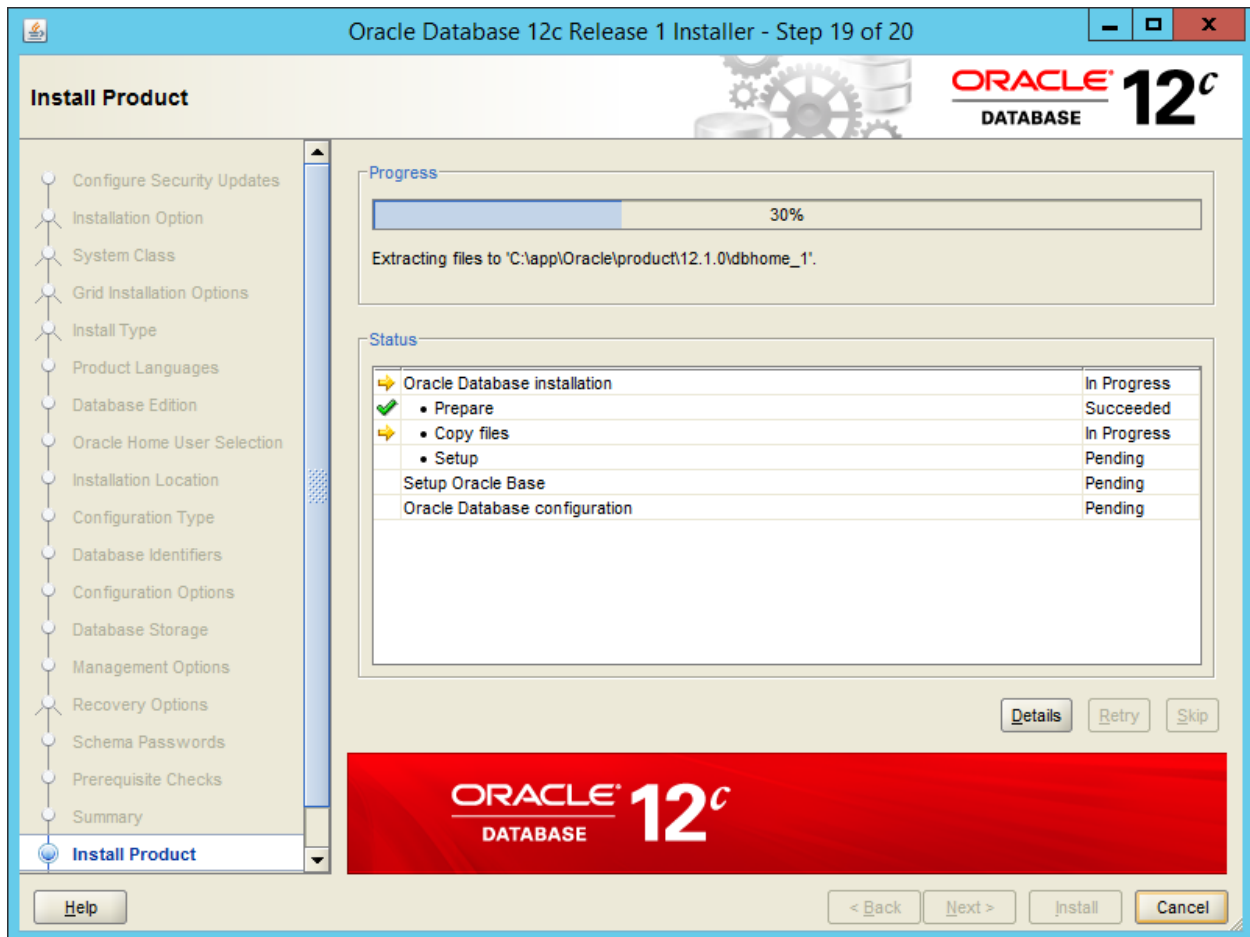 Oracle Database 12c Release 1 Installer - Step 19 of 20
Install Product
ORACLE® 12c
DATABASE
Configure Security Updates
Installation Option
System Class
Grid Installation Options
Install Type
Product Languages
Database Edition
Oracle Home User Selection
Installation Location
Configuration Type
Database Identifiers
Configuration Options
Database Storage
Management Options
Recovery Options
Schema Passwords
Prerequisite Checks
Summary
Install Product
Progress
30%
Extracting files to 'C:\app\Oracle\product\12.1.0\dbhome_1'.
Status
Oracle Database installation In Progress
• Prepare Succeeded
• Copy files In Progress
• Setup Pending
Setup Oracle Base Pending
Oracle Database configuration Pending
Details Retry Skip
ORACLE® 12c
DATABASE
Help < Back Next > Install Cancel